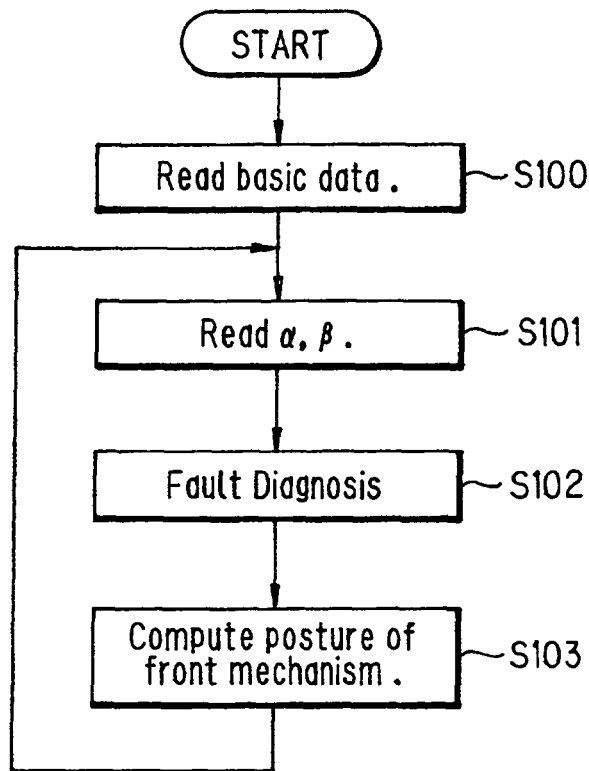 START
Read basic data.
S100
Read α, β.
S101
Fault Diagnosis
S102
Compute posture of
front mechanism.
S103